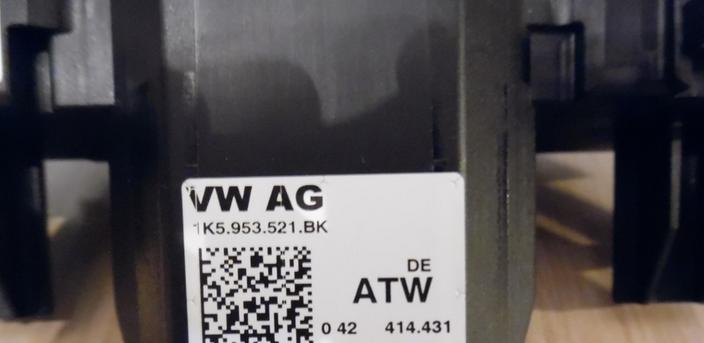 VW AG
1K5.953.521.BK
DE
ATW
0 42 414.431